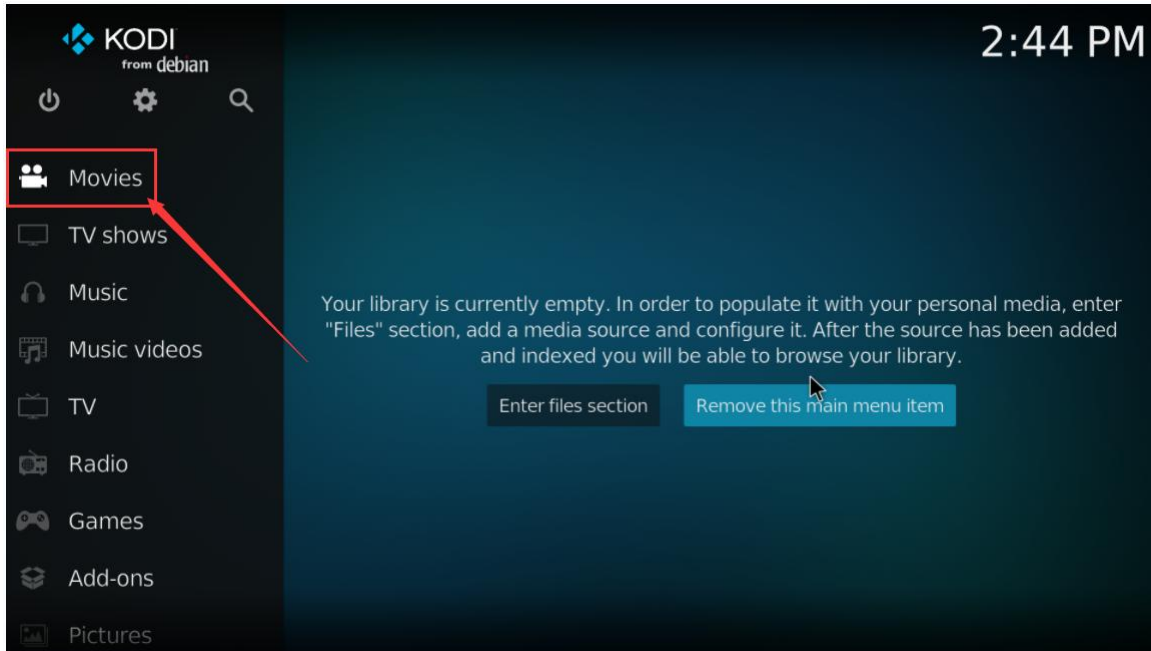 KODI
from debian
2:44 PM
Movies
TV shows
Music
Music videos
TV
Radio
Games
Add-ons
Pictures
Your library is currently empty. In order to populate it with your personal media, enter
"Files" section, add a media source and configure it. After the source has been added
and indexed you will be able to browse your library.
Enter files section
Remove this main menu item